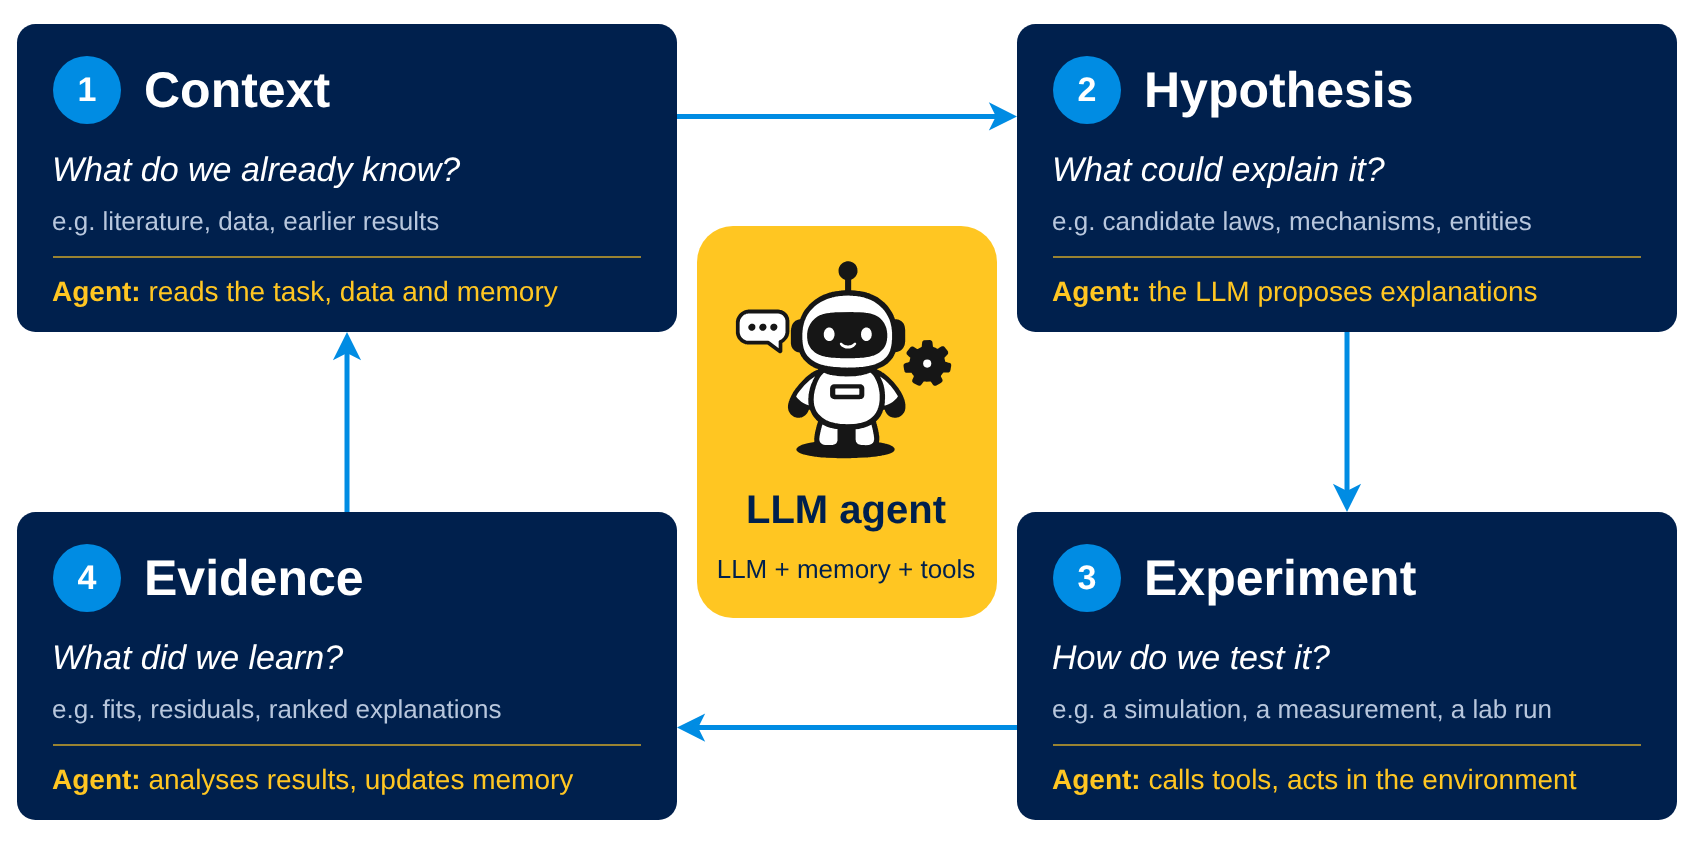 1 Context
What do we already know?
e.g. literature, data, earlier results
Agent: reads the task, data and memory
2 Hypothesis
What could explain it?
e.g. candidate laws, mechanisms, entities
Agent: the LLM proposes explanations
LLM agent
LLM + memory + tools
3 Experiment
How do we test it?
e.g. a simulation, a measurement, a lab run
Agent: calls tools, acts in the environment
4 Evidence
What did we learn?
e.g. fits, residuals, ranked explanations
Agent: analyses results, updates memory